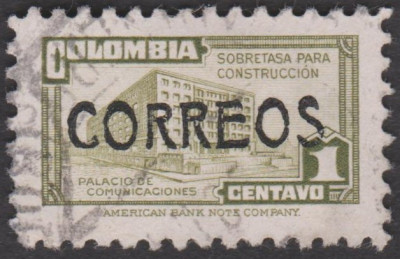 COLOMBIA
SOBRETASA PARA
CONSTRUCCIÓN
CORREOS
PALACIO DE
COMUNICACIONES
1
CENTAVO
AMERICAN BANK NOTE COMPANY.